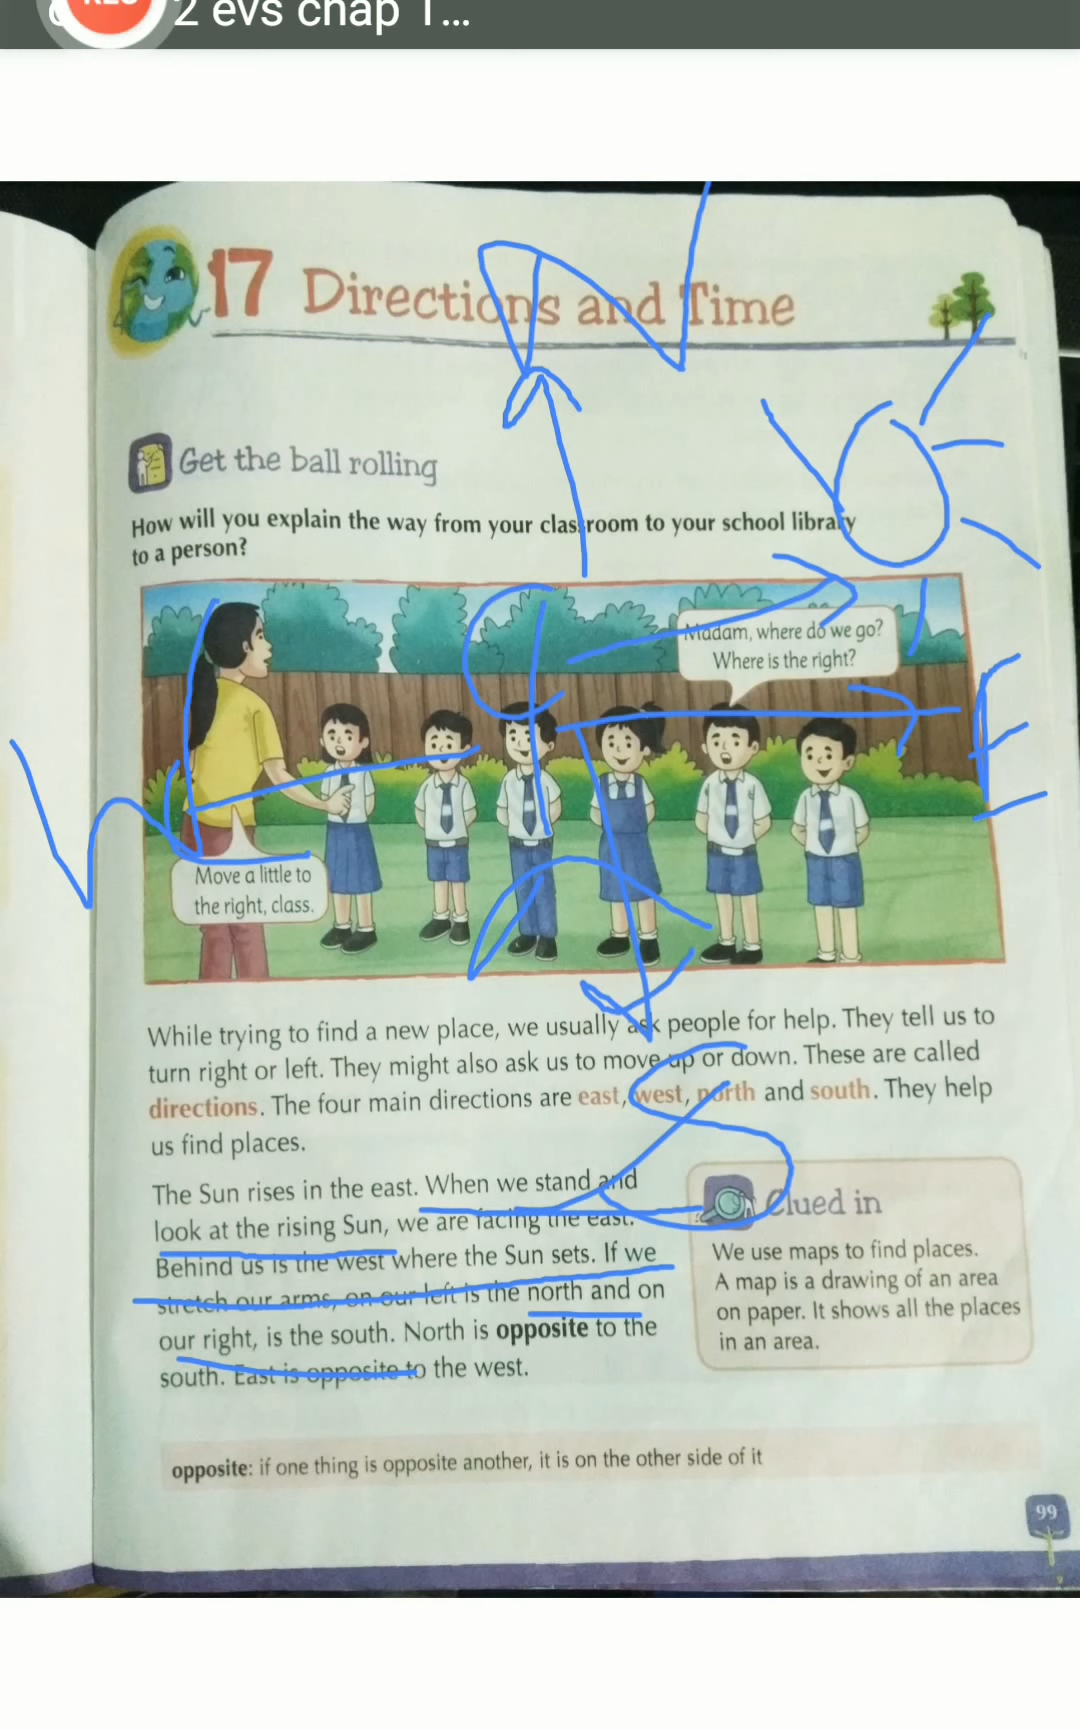 2 evs chap 1...
17 Directions and Time
Get the ball rolling
How will you explain the way from your classroom to your school library
to a person?
Madam, where do we go?
Where is the right?
Move a little to
the right, class.
N
E
W
S
While trying to find a new place, we usually ask people for help. They tell us to
turn right or left. They might also ask us to move up or down. These are called
directions. The four main directions are east, west, north and south. They help
us find places.
The Sun rises in the east. When we stand and
look at the rising Sun, we are facing the east.
Behind us is the west where the Sun sets. If we
stretch our arms, on our left is the north and on
our right, is the south. North is opposite to the
south. East is opposite to the west.
Clued in
We use maps to find places.
A map is a drawing of an area
on paper. It shows all the places
in an area.
opposite: if one thing is opposite another, it is on the other side of it
99